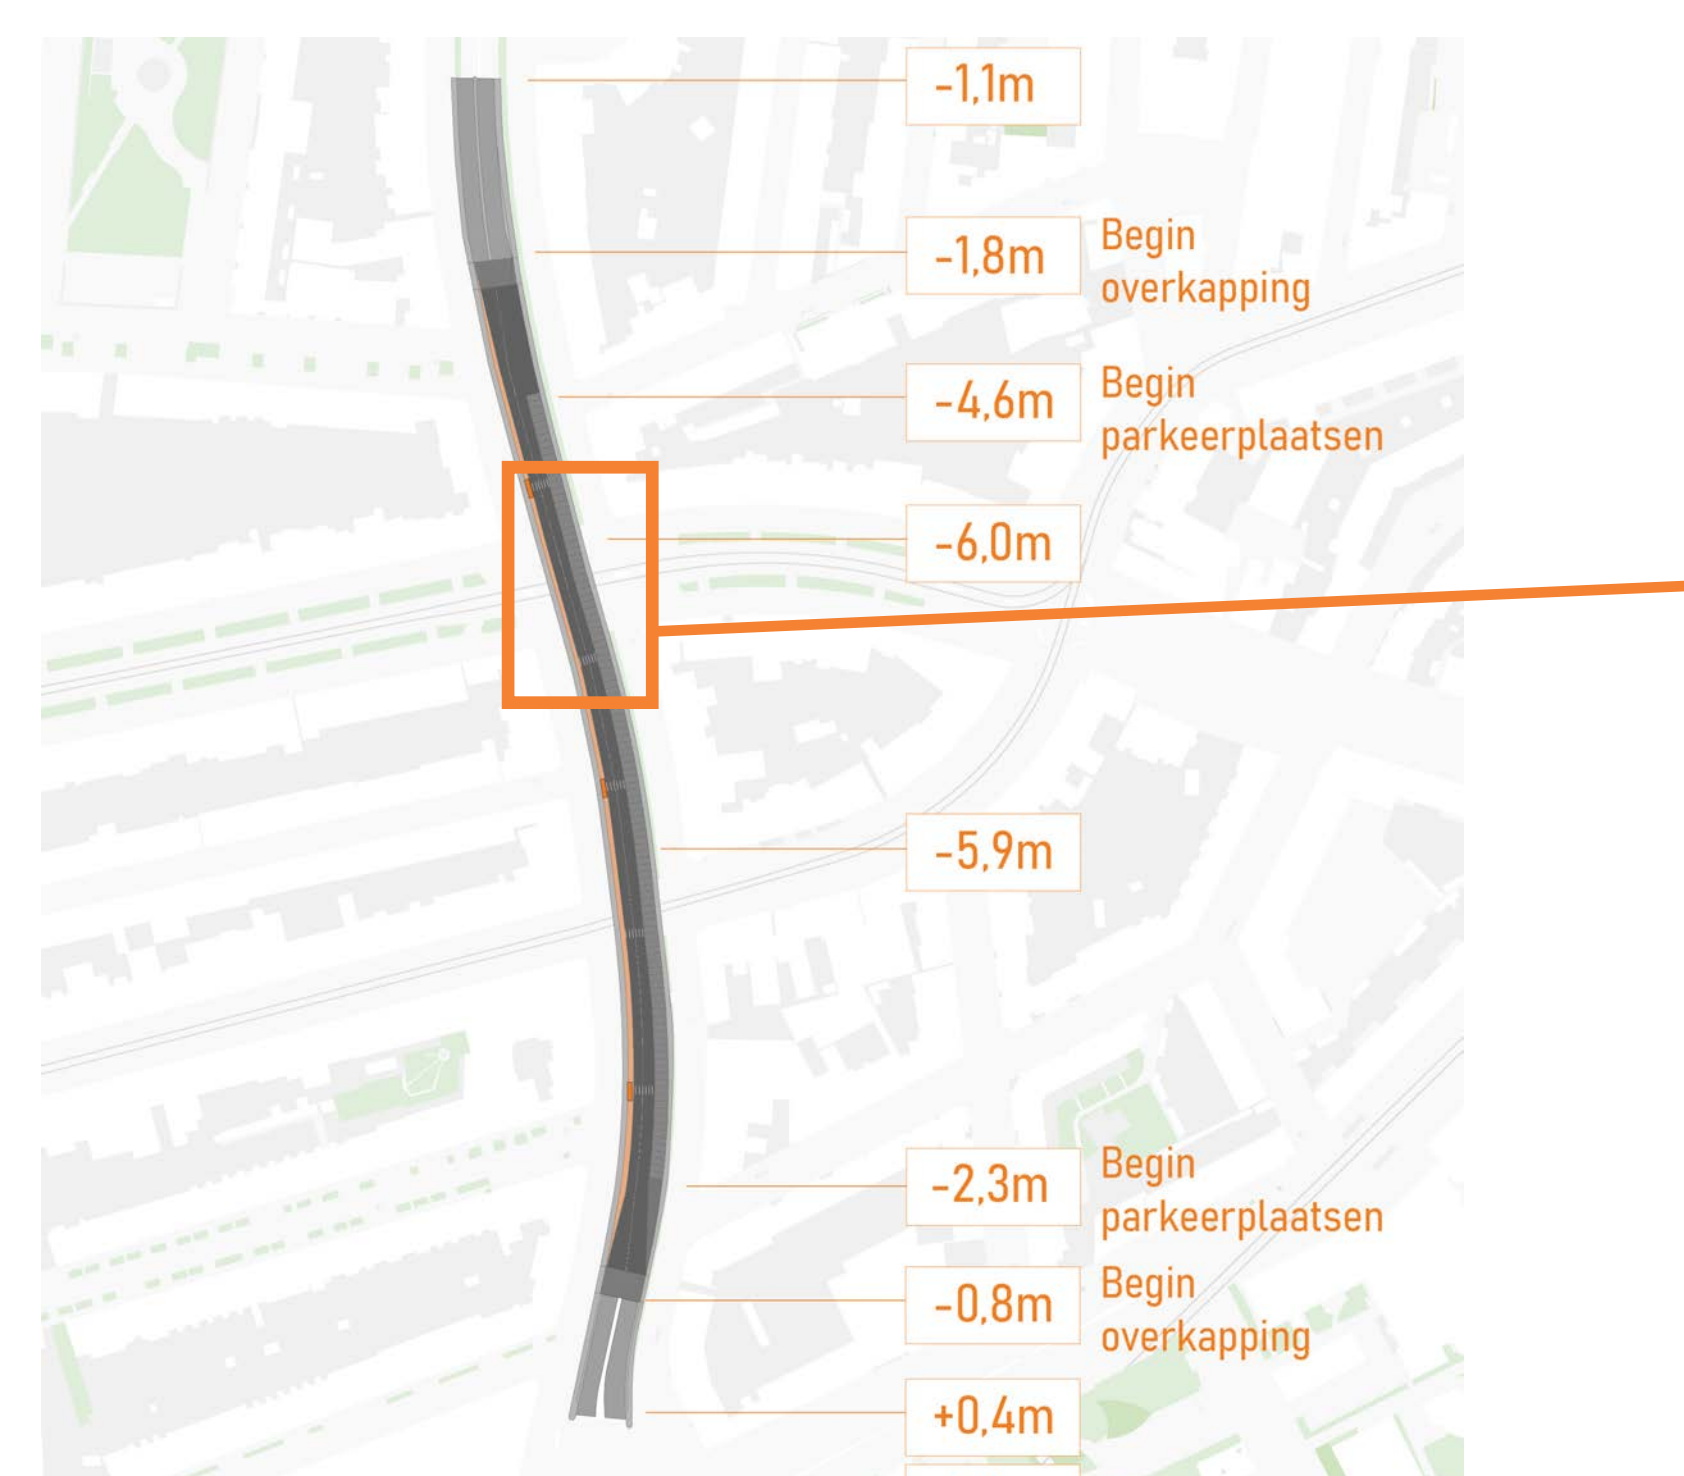 -1,1m
-1,8m
Begin
overkapping
-4,6m
Begin
parkeerplaatsen
-6,0m
-5,9m
-2,3m
Begin
parkeerplaatsen
-0,8m
Begin
overkapping
+0,4m